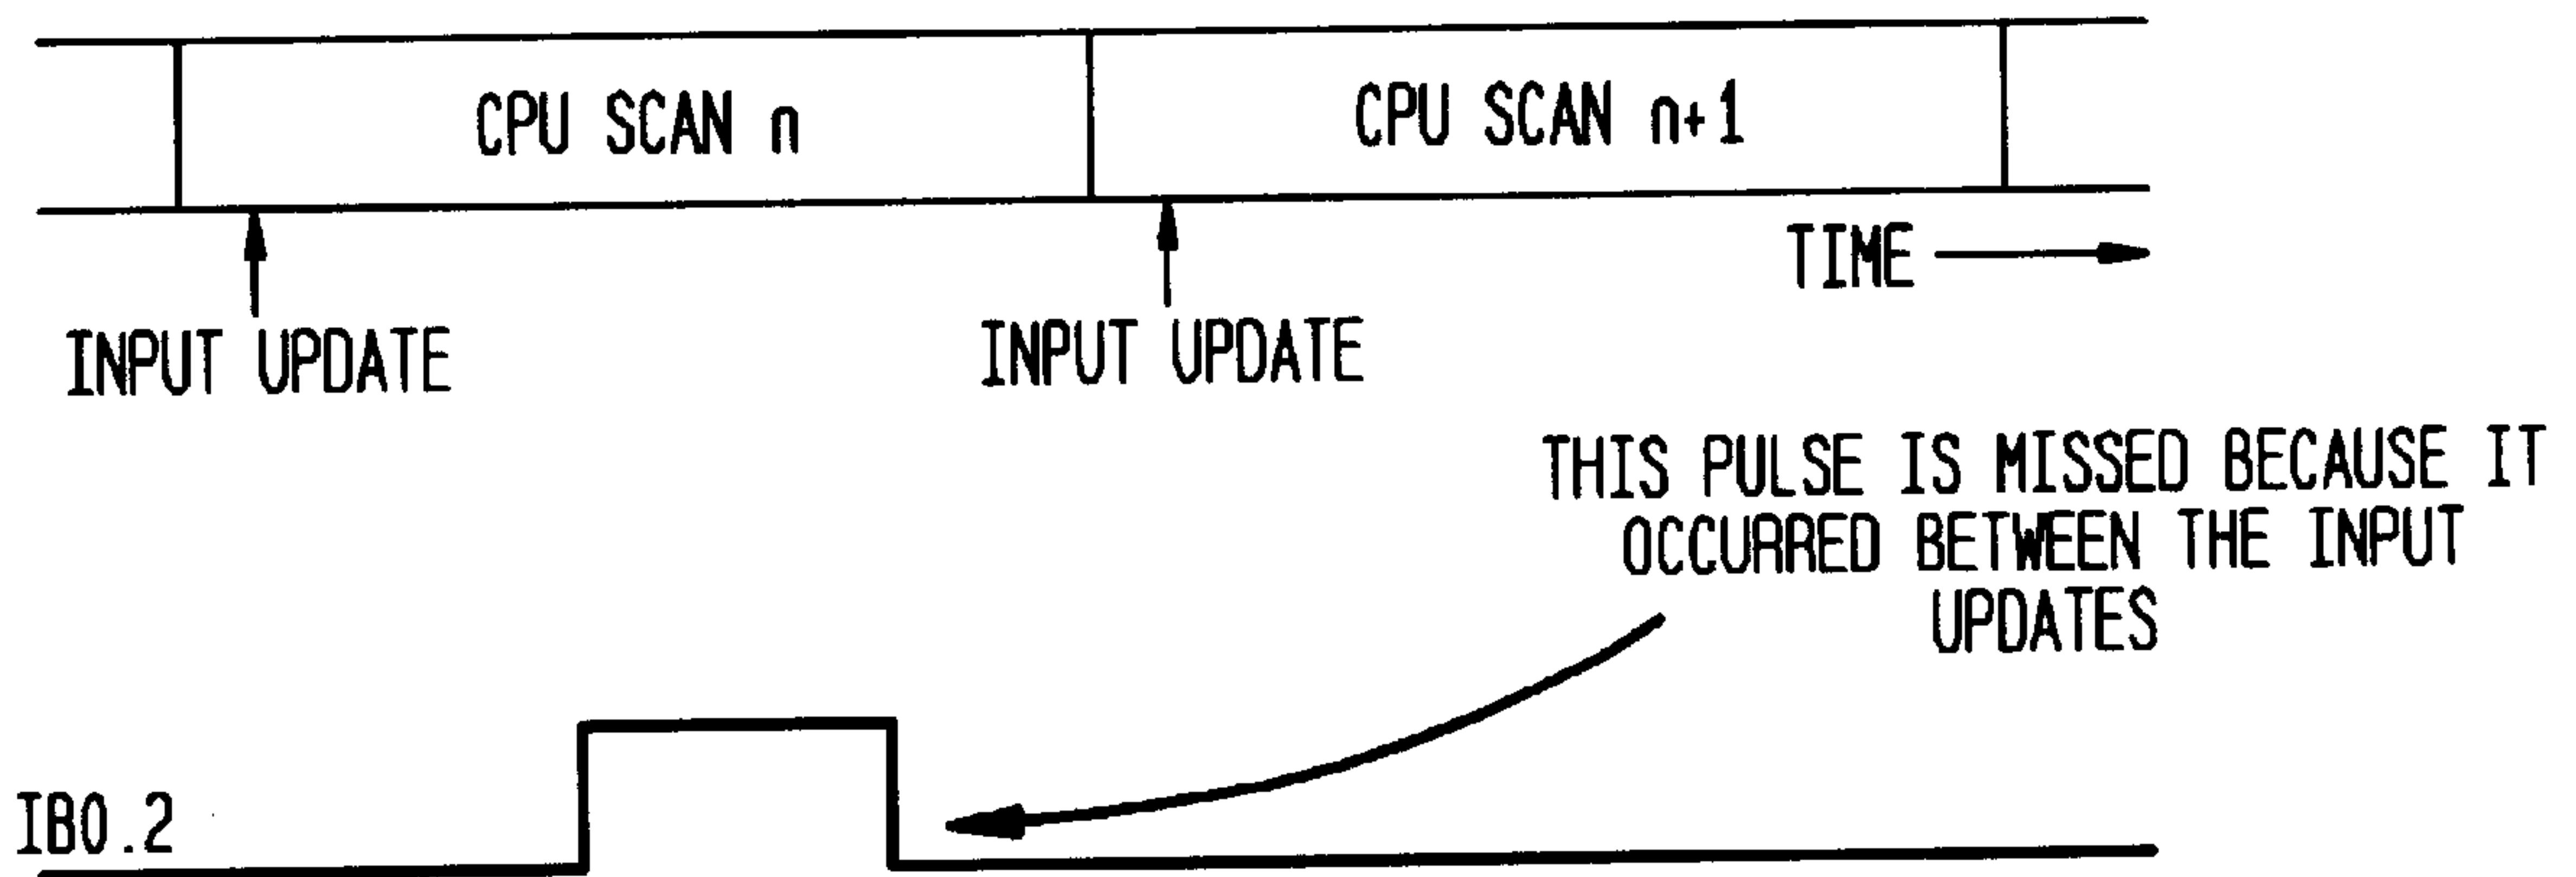 CPU SCAN n
CPU SCAN n+1
TIME
INPUT UPDATE
INPUT UPDATE
THIS PULSE IS MISSED BECAUSE IT
OCCURRED BETWEEN THE INPUT
UPDATES
IB0.2